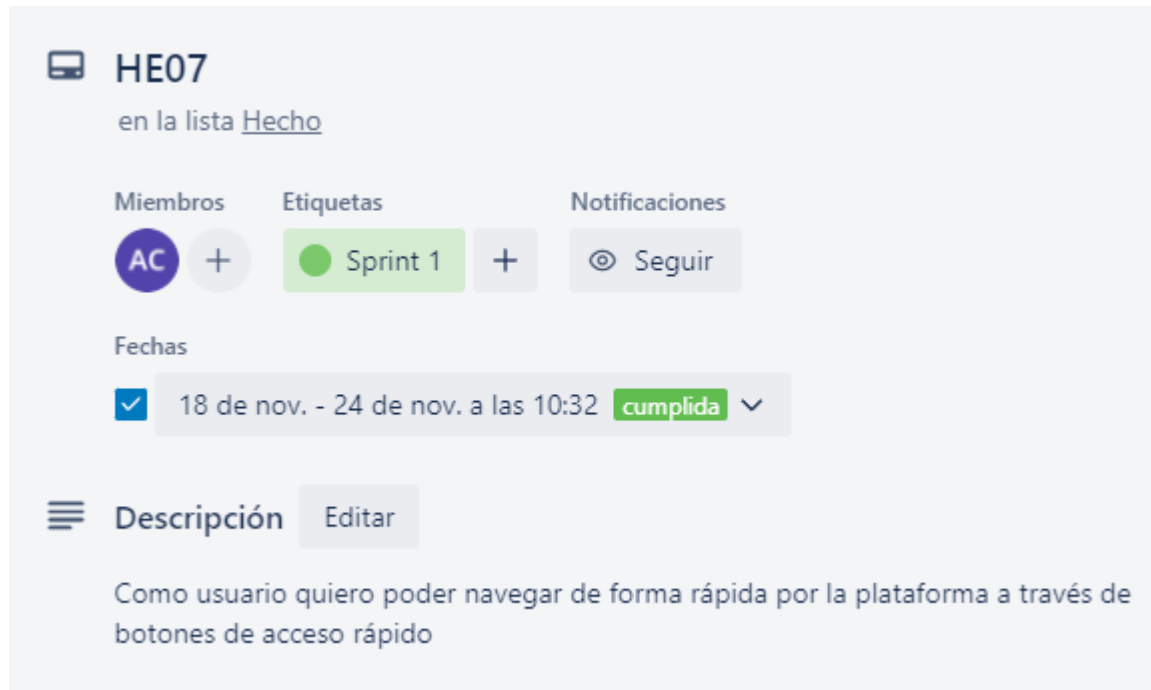 HE07
en la lista Hecho
Miembros Etiquetas Notificaciones
AC + Sprint 1 + Seguir
Fechas
18 de nov. - 24 de nov. a las 10:32 cumplida
Descripción Editar
Como usuario quiero poder navegar de forma rápida por la plataforma a través de
botones de acceso rápido